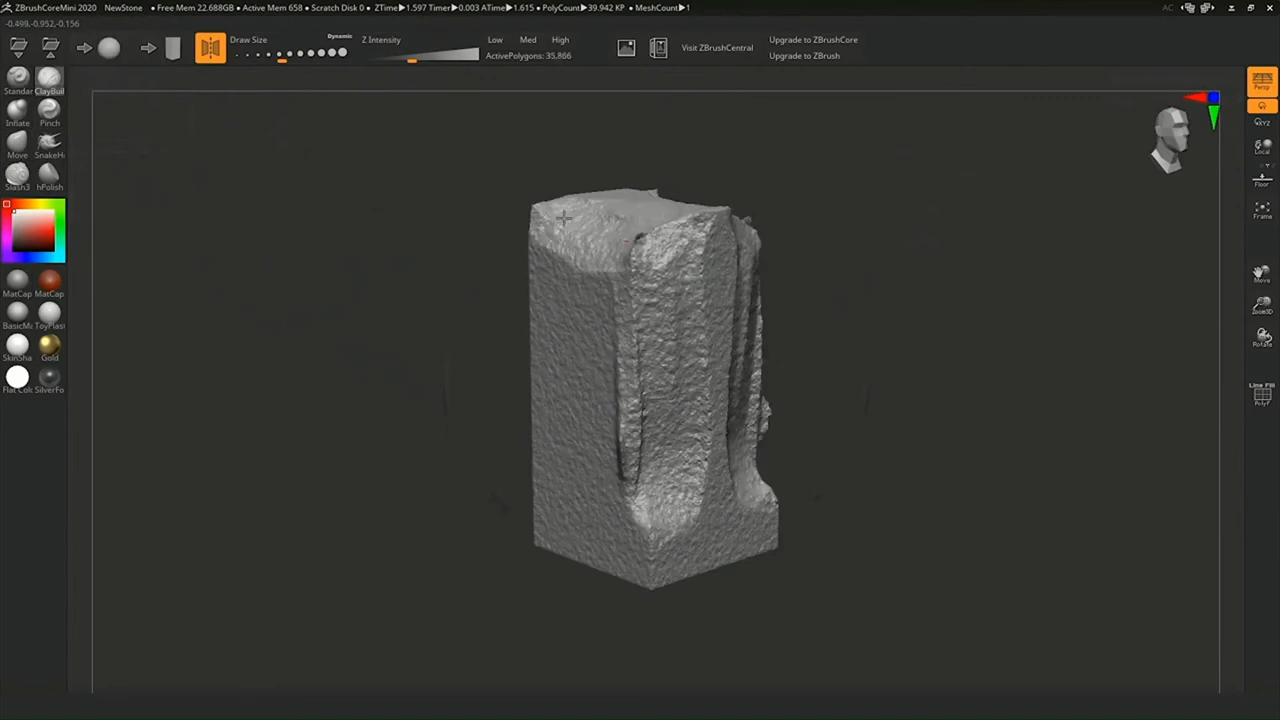 ZBrushCoreMini 2020 NewStone • Free Mem 22.688GB • Active Mem 658 • Scratch Disk 0 • ZTime▶1.597 Timer▶0.003 ATime▶1.615 • PolyCount▶39.942 KP • MeshCount▶1 AC
-0.499,-0.952,-0.156
Draw Size Dynamic Z Intensity Low Med High
ActivePolygons: 35,866
Visit ZBrushCentral
Upgrade to ZBrushCore
Upgrade to ZBrush
Standar ClayBuil
Inflate Pinch
Move SnakeH
Slash3 hPolish
MatCap MatCap
BasicMa ToyPlast
SkinSha Gold
Flat Colo SilverFo
Persp
XYZ
Local
Floor
Frame
Move
Zoom3D
Rotate
Line Fill
PolyF